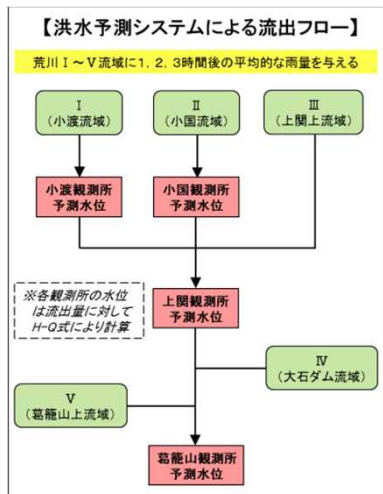 【洪水予測システムによる流出フロー】
荒川Ⅰ～Ⅴ流域に1，2，3時間後の平均的な雨量を与える
Ⅰ
（小渡流域）
Ⅱ
（小国流域）
Ⅲ
（上関上流域）
小渡観測所
予測水位
小国観測所
予測水位
※各観測所の水位
は流出量に対して
H-Q式により計算
上関観測所
予測水位
Ⅳ
（大石ダム流域）
Ⅴ
（葛籠山上流域）
葛籠山観測所
予測水位